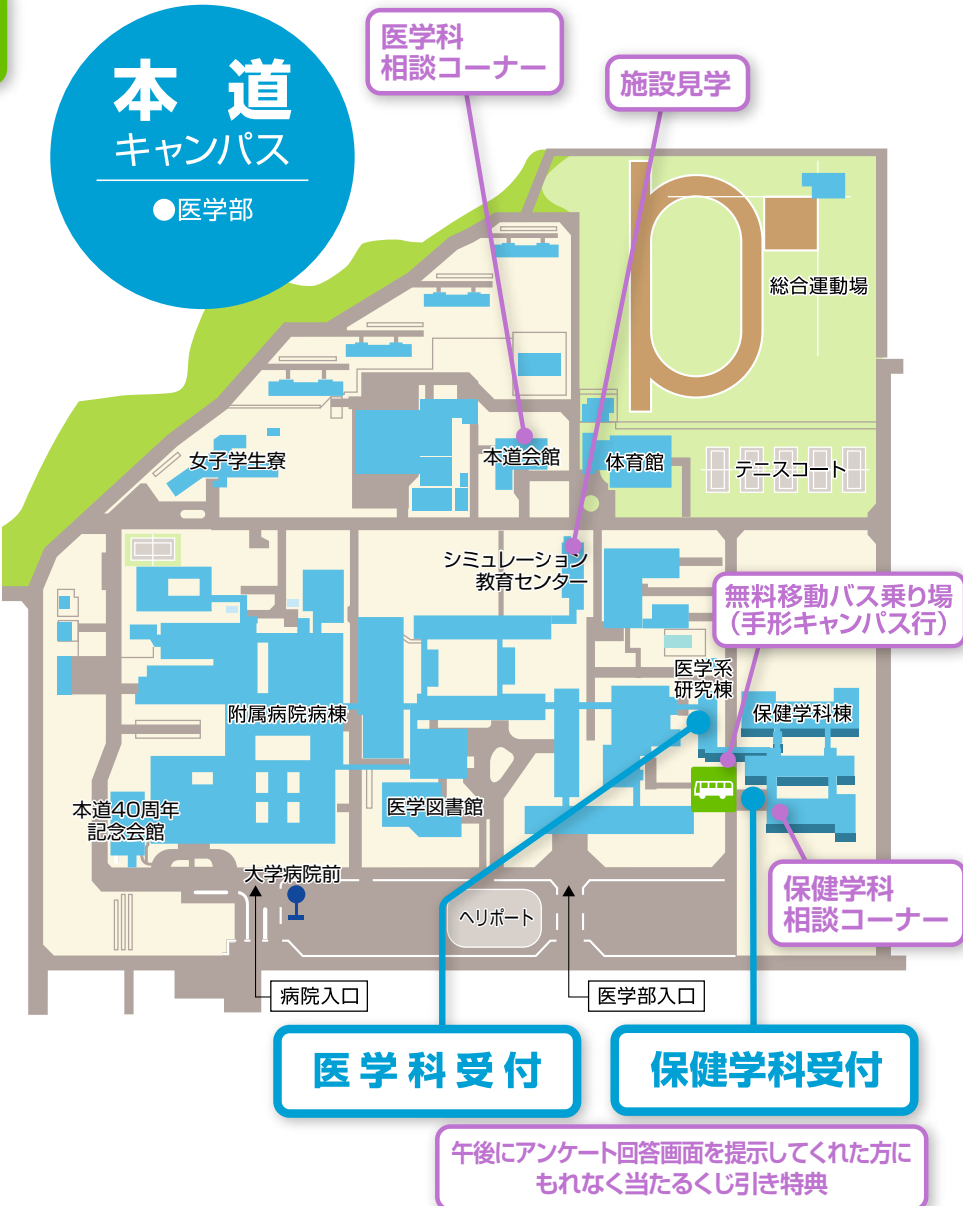 本道
キャンパス
●医学部
医学科
相談コーナー
施設見学
総合運動場
女子学生寮
本道会館
体育館
テニスコート
シミュレーション
教育センター
無料移動バス乗り場
（手形キャンパス行）
医学系
研究棟
附属病院病棟
保健学科棟
本道40周年
記念会館
医学図書館
大学病院前
ヘリポート
保健学科
相談コーナー
病院入口
医学部入口
医学科受付
保健学科受付
午後にアンケート回答画面を提示してくれた方に
もれなく当たるくじ引き特典